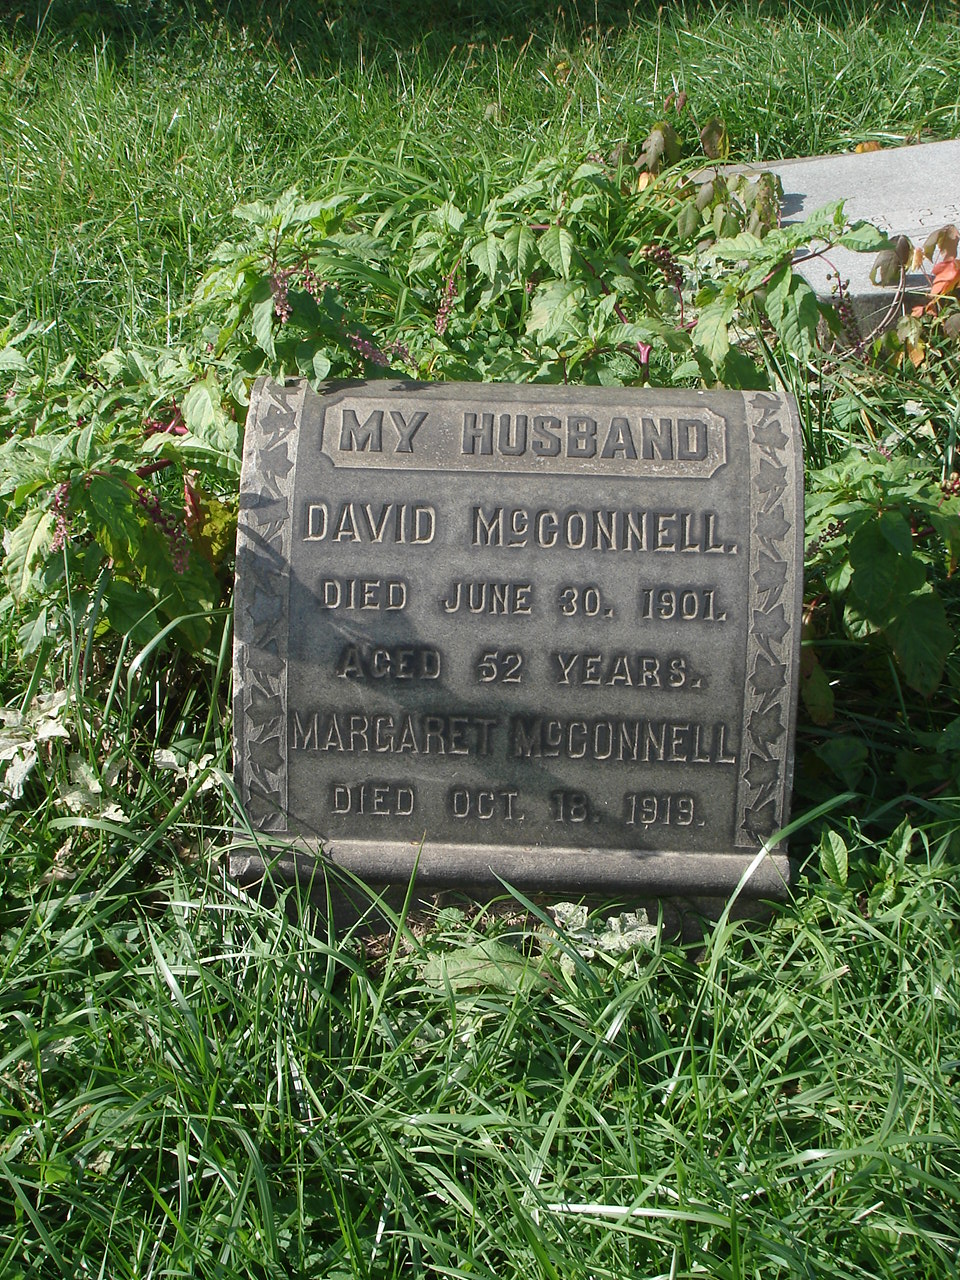 MY HUSBAND
DAVID McCONNELL.
DIED JUNE 30. 1901.
AGED 52 YEARS.
MARGARET McCONNELL
DIED OCT. 18. 1919.